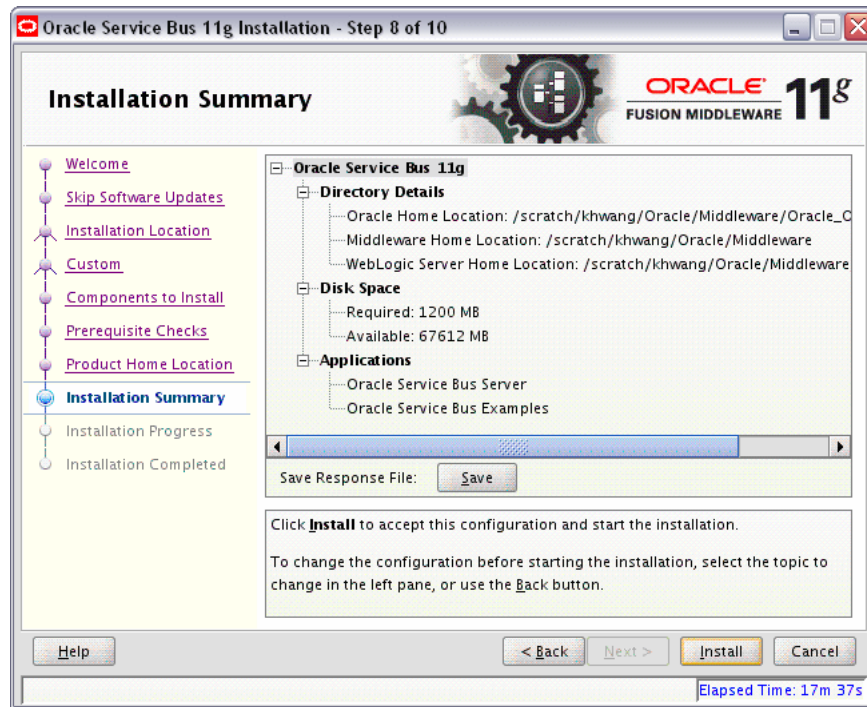 Oracle Service Bus 11g Installation - Step 8 of 10
Installation Summary
ORACLE
FUSION MIDDLEWARE 11g
Welcome
Skip Software Updates
Installation Location
Custom
Components to Install
Prerequisite Checks
Product Home Location
Installation Summary
Installation Progress
Installation Completed
Oracle Service Bus 11g
Directory Details
Oracle Home Location: /scratch/khwang/Oracle/Middleware/Oracle_O
Middleware Home Location: /scratch/khwang/Oracle/Middleware
WebLogic Server Home Location: /scratch/khwang/Oracle/Middleware
Disk Space
Required: 1200 MB
Available: 67612 MB
Applications
Oracle Service Bus Server
Oracle Service Bus Examples
Save Response File: Save
Click Install to accept this configuration and start the installation.
To change the configuration before starting the installation, select the topic to
change in the left pane, or use the Back button.
Help < Back Next > Install Cancel
Elapsed Time: 17m 37s